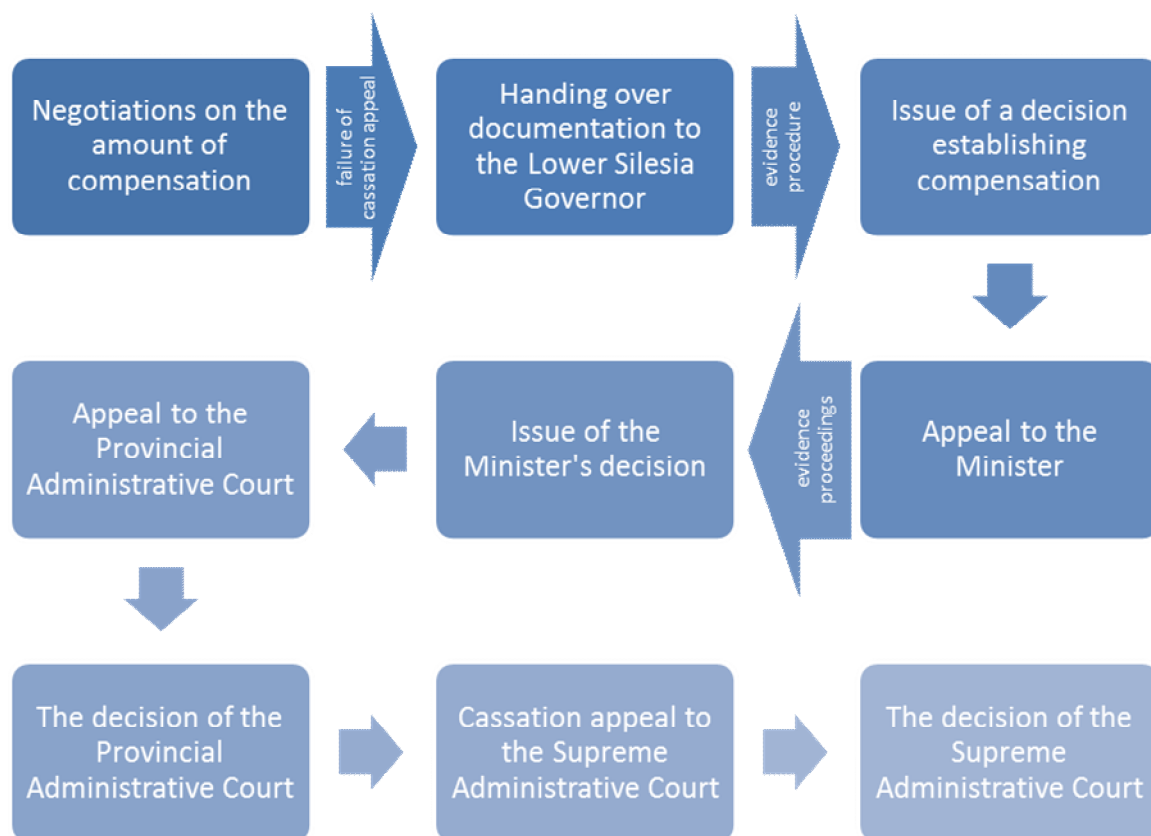 Negotiations on the
amount of
compensation
failure of
cassation appeal
Handing over
documentation to
the Lower Silesia
Governor
evidence
procedure
Issue of a decision
establishing
compensation
Appeal to the
Minister
evidence
proceedings
Issue of the
Minister's decision
Appeal to the
Provincial
Administrative Court
The decision of the
Provincial
Administrative Court
Cassation appeal to
the Supreme
Administrative Court
The decision of the
Supreme
Administrative Court